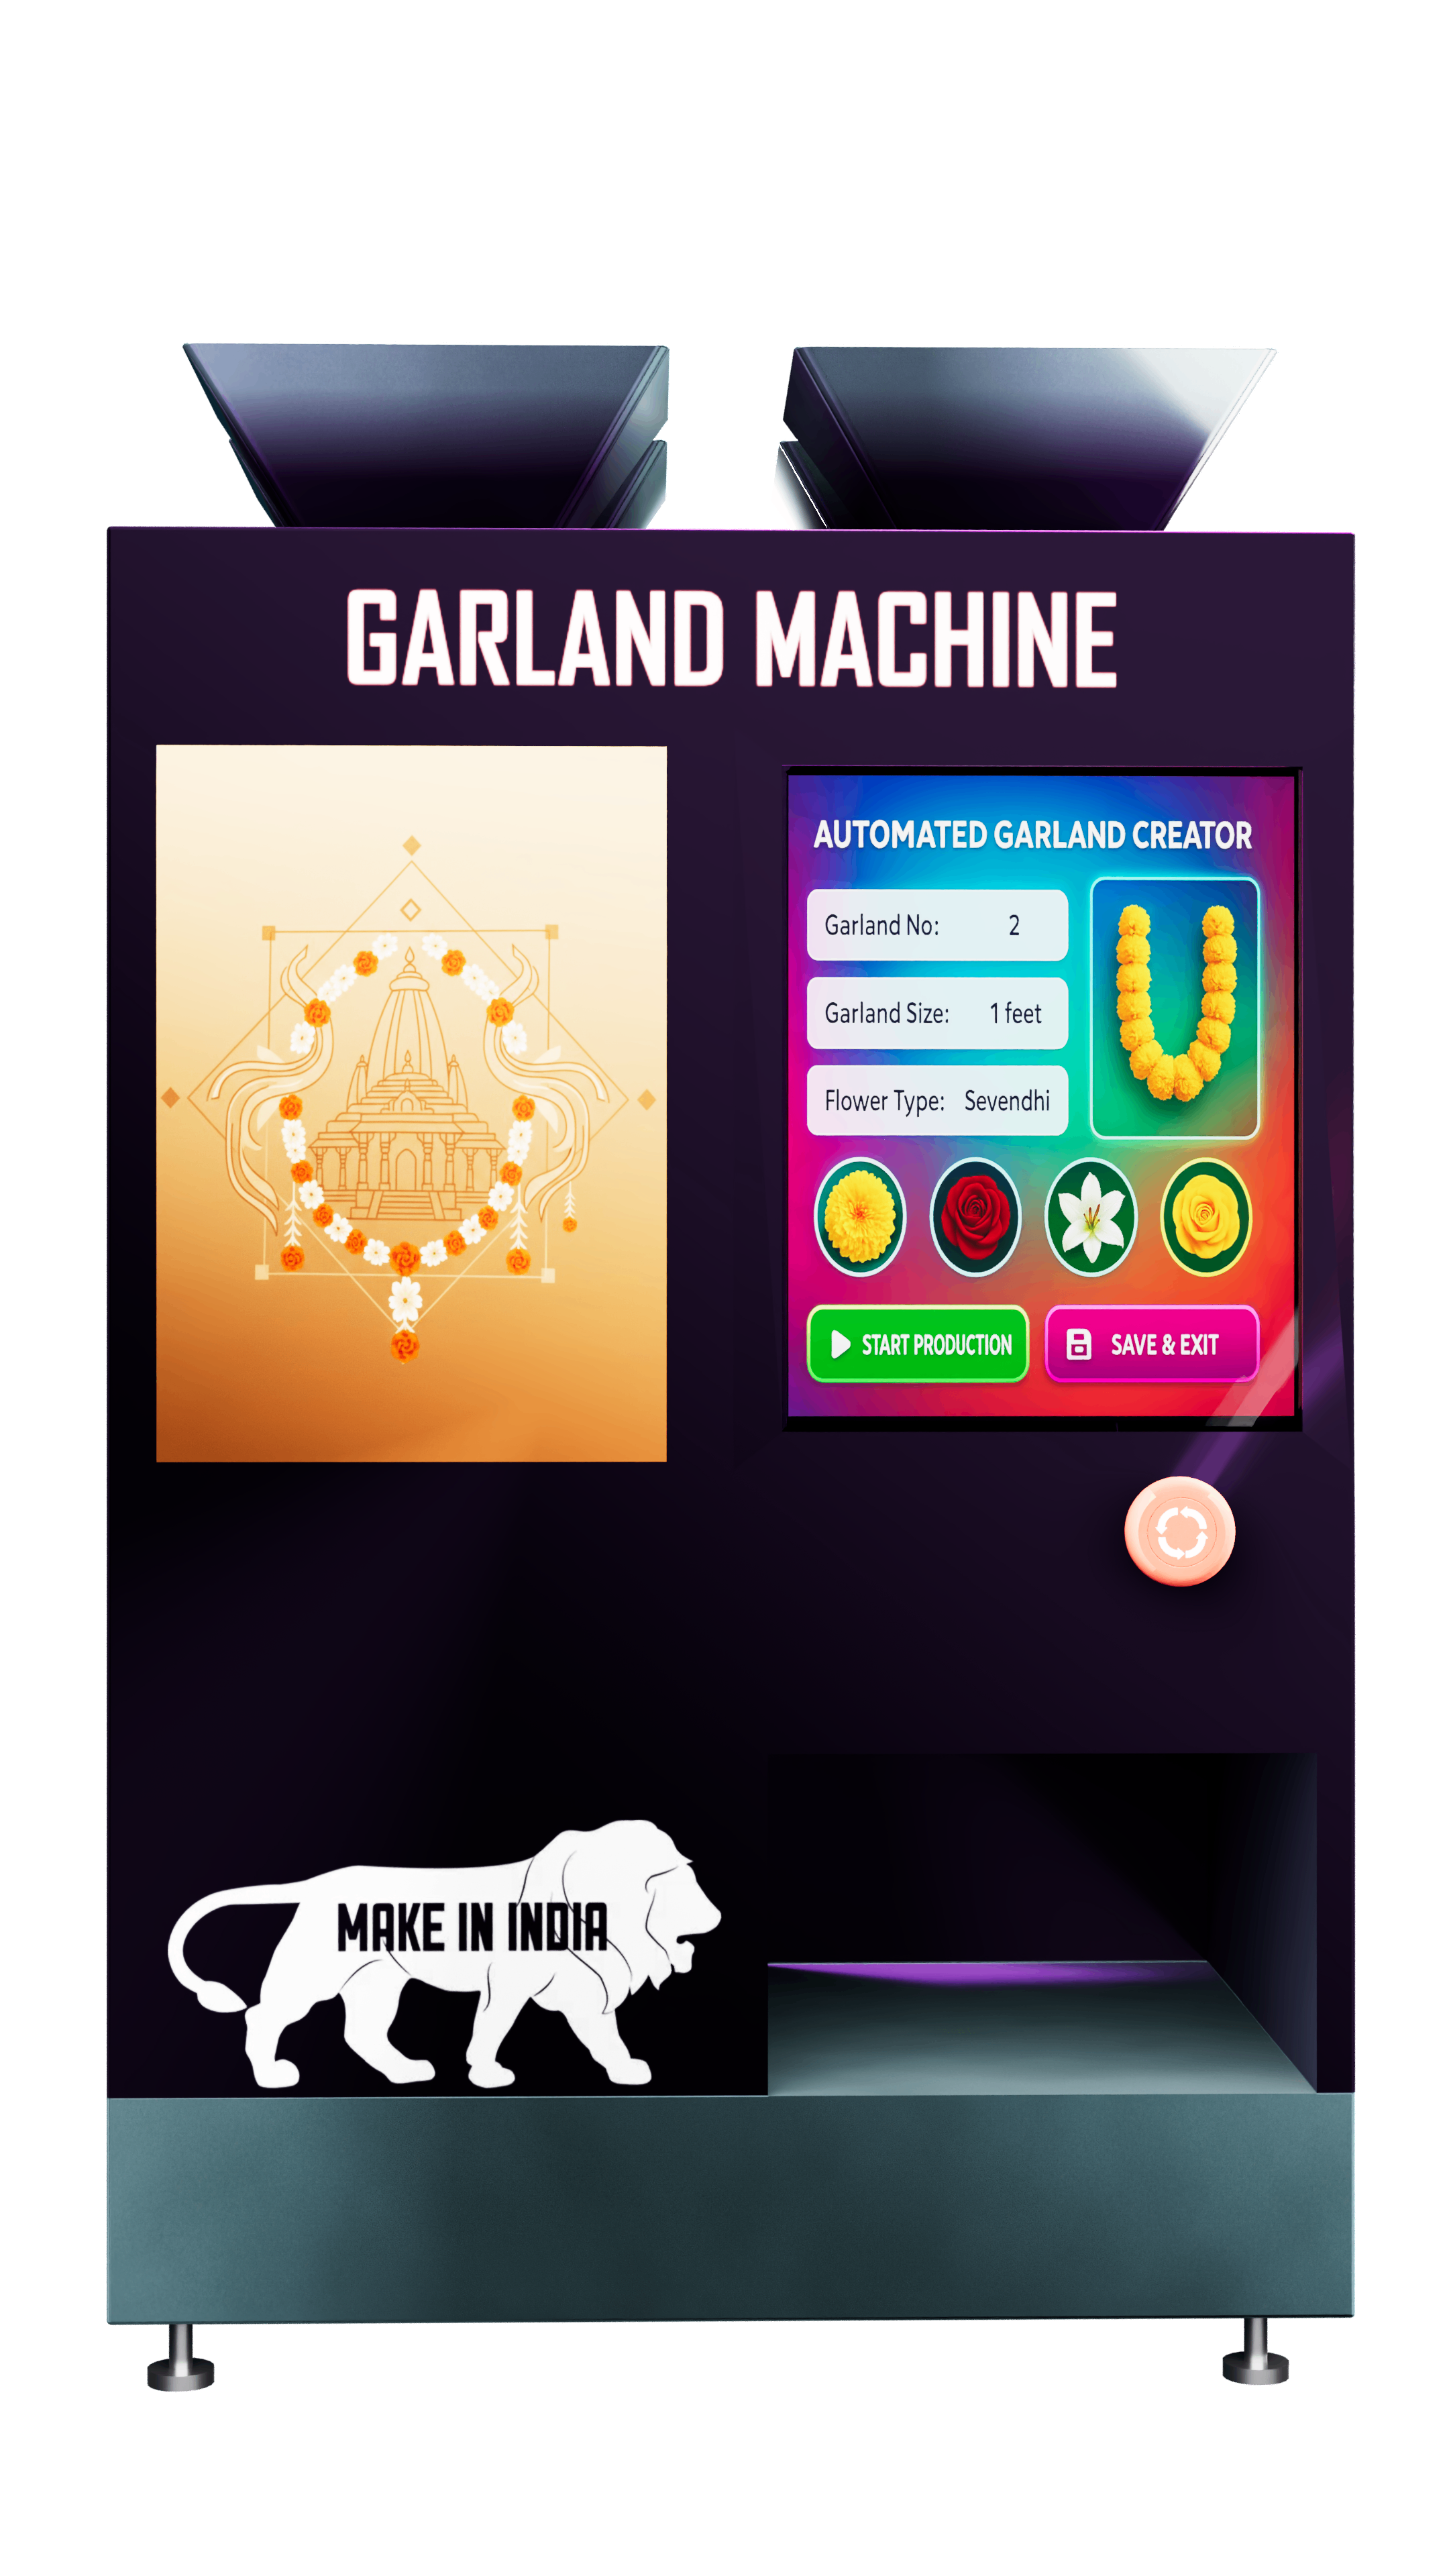 GARLAND MACHINE
AUTOMATED GARLAND CREATOR
Garland No: 2
Garland Size: 1 feet
Flower Type: Sevendhi
START PRODUCTION
SAVE & EXIT
MAKE IN INDIA